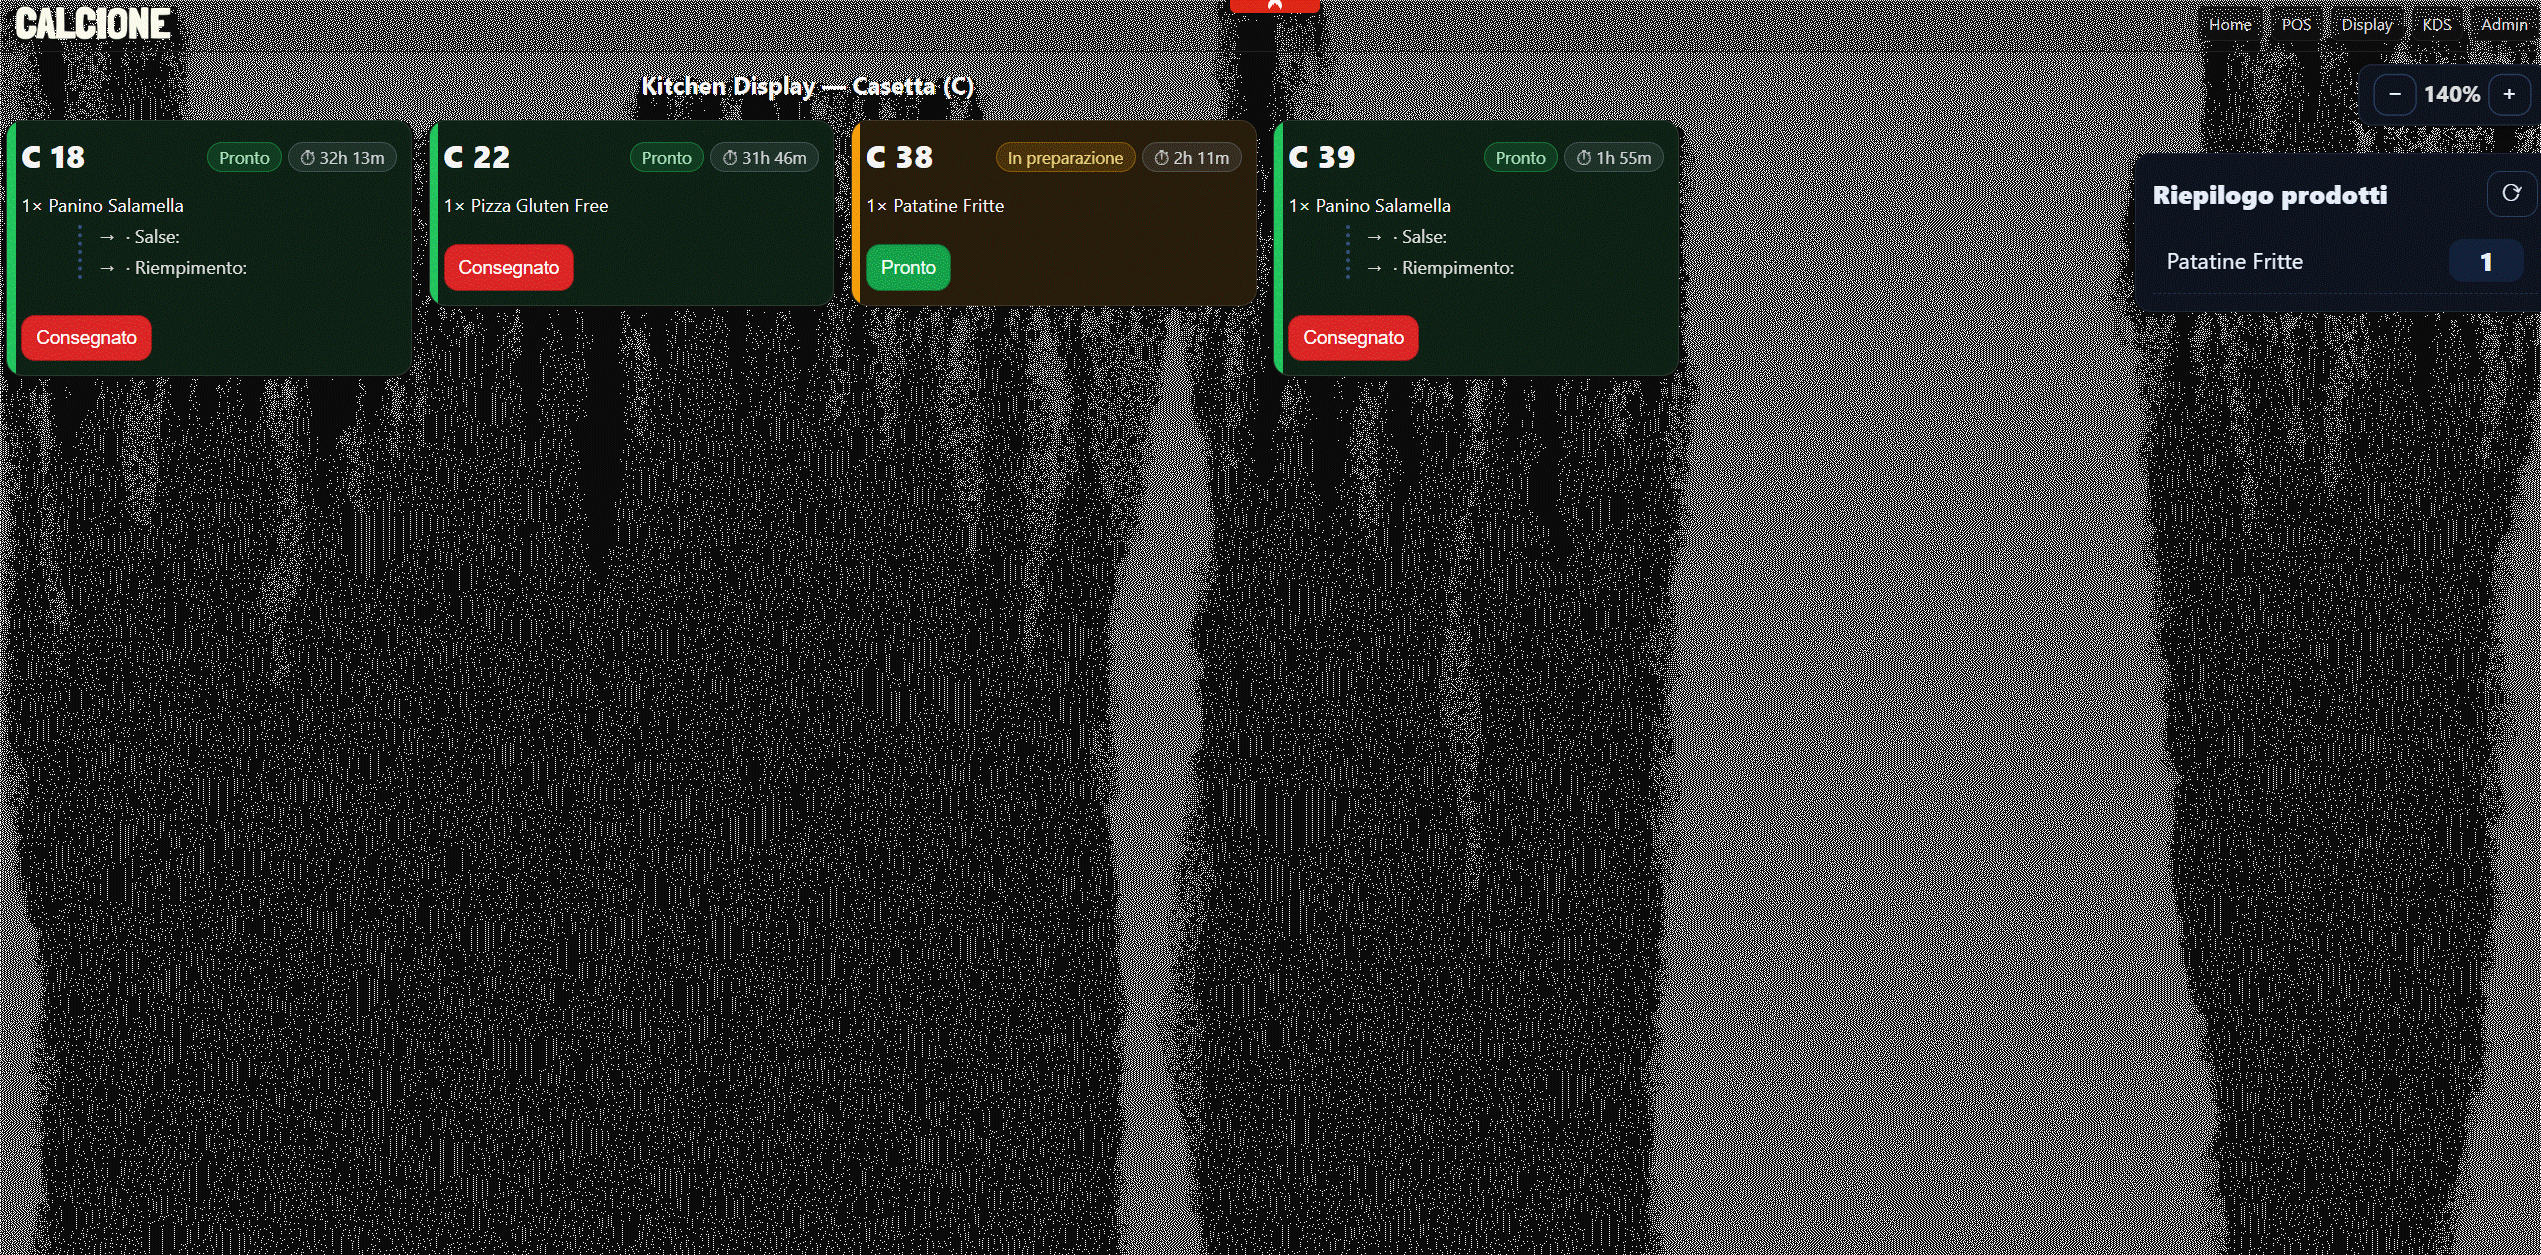 CALCIONE
Home POS Display KDS Admin
Kitchen Display — Casetta (C)
− 140% +
C 18 Pronto ⏱ 32h 13m
1× Panino Salamella
→ · Salse:
→ · Riempimento:
Consegnato
C 22 Pronto ⏱ 31h 46m
1× Pizza Gluten Free
Consegnato
C 38 In preparazione ⏱ 2h 11m
1× Patatine Fritte
Pronto
C 39 Pronto ⏱ 1h 55m
1× Panino Salamella
→ · Salse:
→ · Riempimento:
Consegnato
Riepilogo prodotti ⟳
Patatine Fritte 1